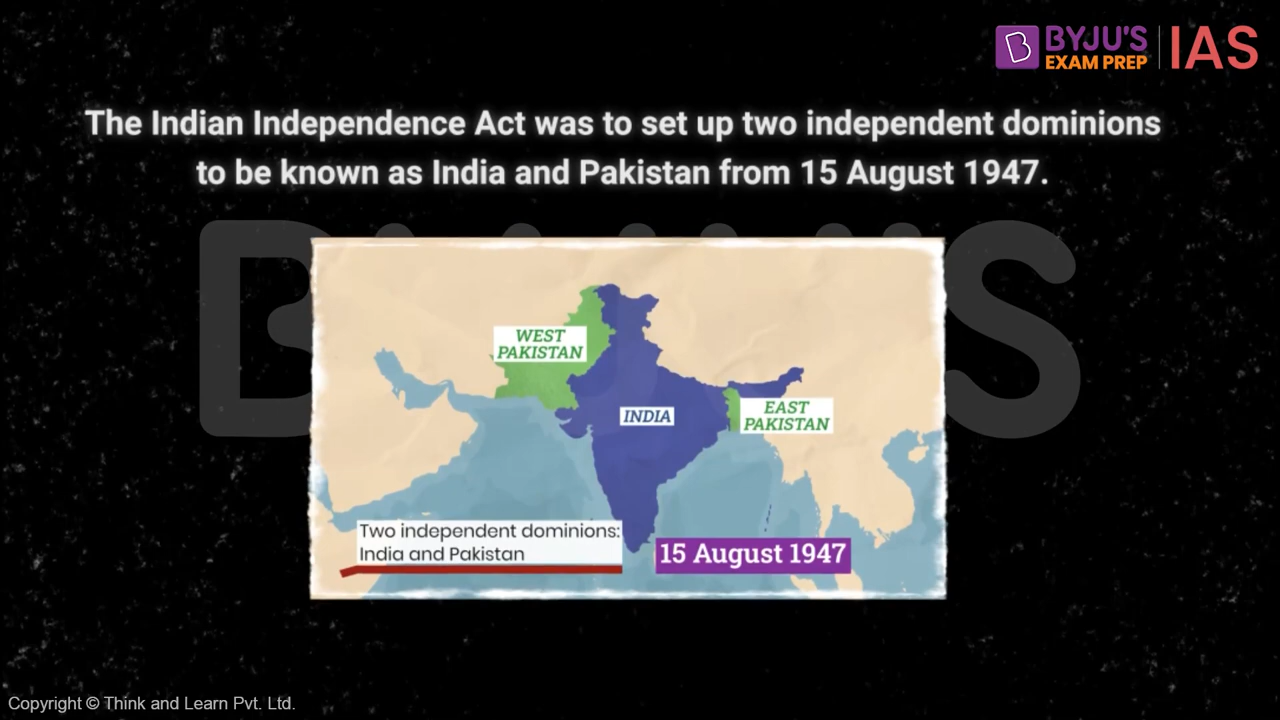 BYJU'S
EXAM PREP
IAS
The Indian Independence Act was to set up two independent dominions
to be known as India and Pakistan from 15 August 1947.
BYJU'S
WEST
PAKISTAN
INDIA
EAST
PAKISTAN
Two independent dominions:
India and Pakistan
15 August 1947
Copyright © Think and Learn Pvt. Ltd.